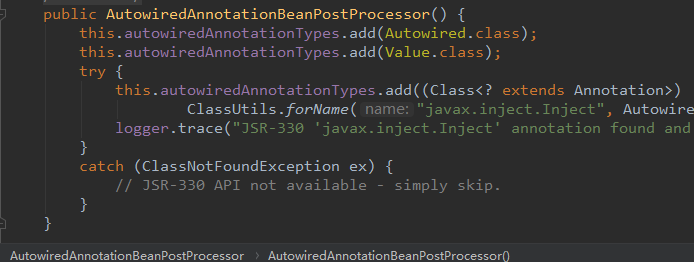 public AutowiredAnnotationBeanPostProcessor() {
this.autowiredAnnotationTypes.add(Autowired.class);
this.autowiredAnnotationTypes.add(Value.class);
try {
this.autowiredAnnotationTypes.add((Class<? extends Annotation>)
ClassUtils.forName( name: "javax.inject.Inject", Autowired
logger.trace("JSR-330 'javax.inject.Inject' annotation found and
}
catch (ClassNotFoundException ex) {
// JSR-330 API not available - simply skip.
}
}
AutowiredAnnotationBeanPostProcessor › AutowiredAnnotationBeanPostProcessor()